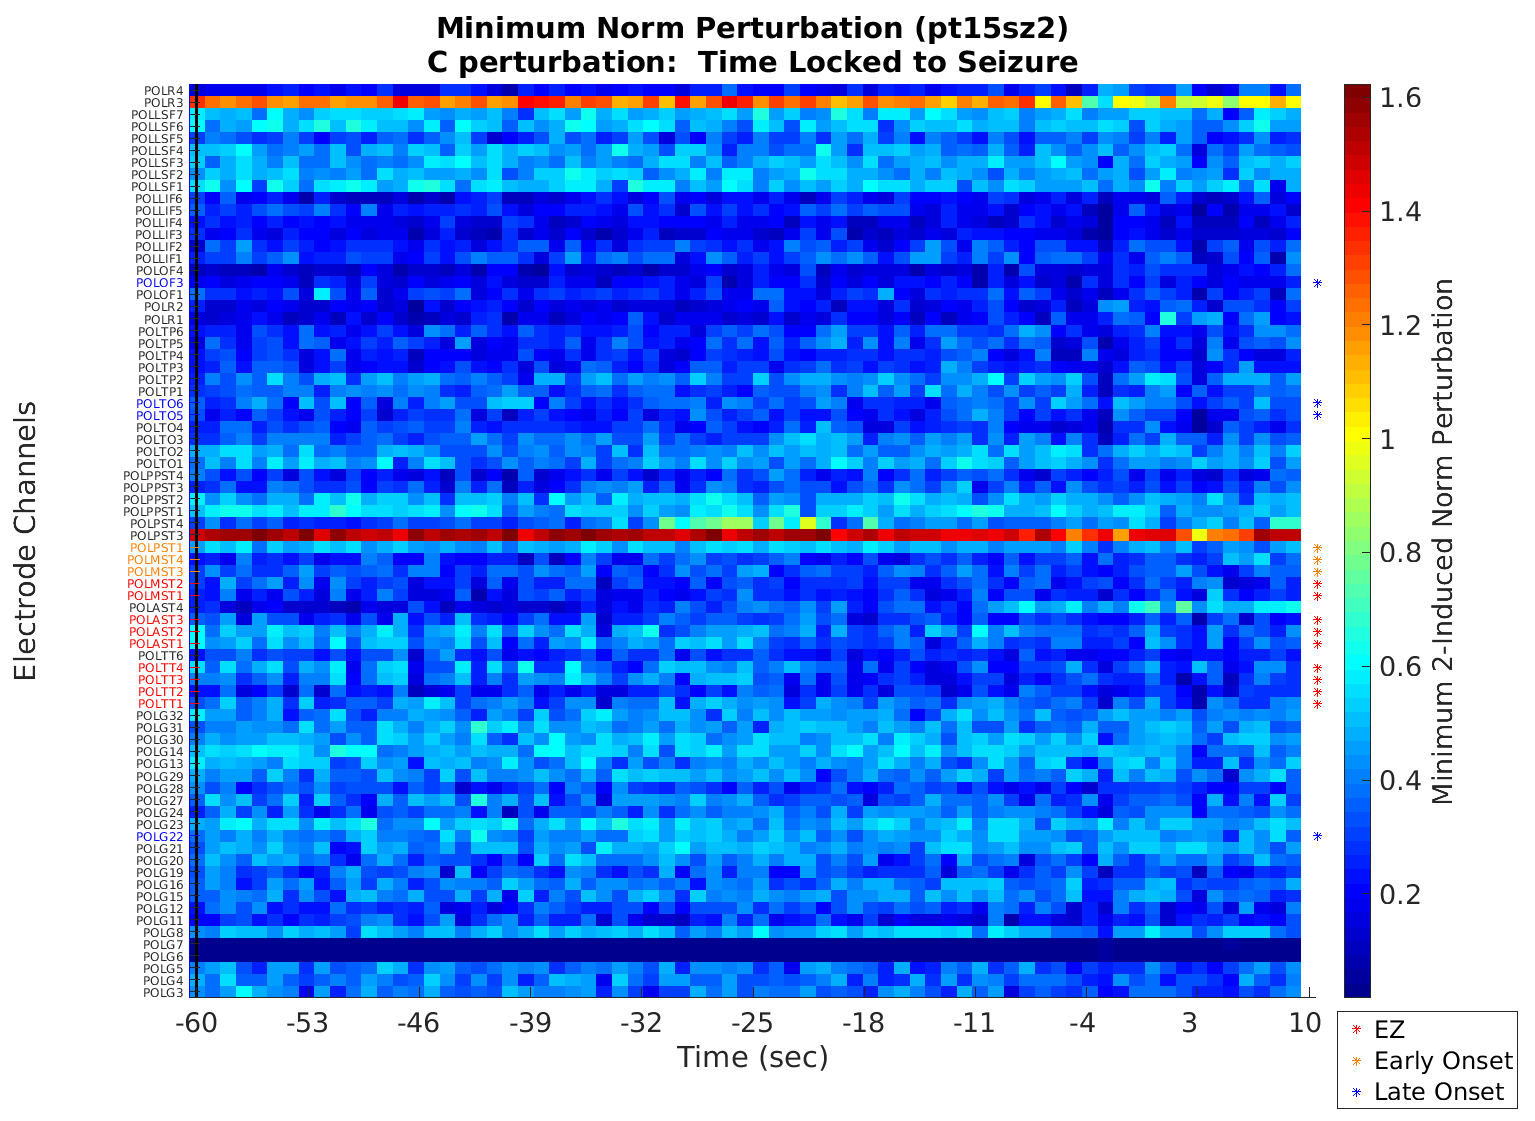 Minimum Norm Perturbation (pt15sz2)
C perturbation:  Time Locked to Seizure
Electrode Channels
POLR4
POLR3
POLLSF7
POLLSF6
POLLSF5
POLLSF4
POLLSF3
POLLSF2
POLLSF1
POLLIF6
POLLIF5
POLLIF4
POLLIF3
POLLIF2
POLLIF1
POLOF4
POLOF3
POLOF1
POLR2
POLR1
POLTP6
POLTP5
POLTP4
POLTP3
POLTP2
POLTP1
POLTO6
POLTO5
POLTO4
POLTO3
POLTO2
POLTO1
POLPPST4
POLPPST3
POLPPST2
POLPPST1
POLPST4
POLPST3
POLPST1
POLMST4
POLMST3
POLMST2
POLMST1
POLAST4
POLAST3
POLAST2
POLAST1
POLTT6
POLTT4
POLTT3
POLTT2
POLTT1
POLG32
POLG31
POLG30
POLG14
POLG13
POLG29
POLG28
POLG27
POLG24
POLG23
POLG22
POLG21
POLG20
POLG19
POLG16
POLG15
POLG12
POLG11
POLG8
POLG7
POLG6
POLG5
POLG4
POLG3
-60 -53 -46 -39 -32 -25 -18 -11 -4 3 10
Time (sec)
1.6
1.4
1.2
1
0.8
0.6
0.4
0.2
Minimum 2-Induced Norm Perturbation
EZ
Early Onset
Late Onset